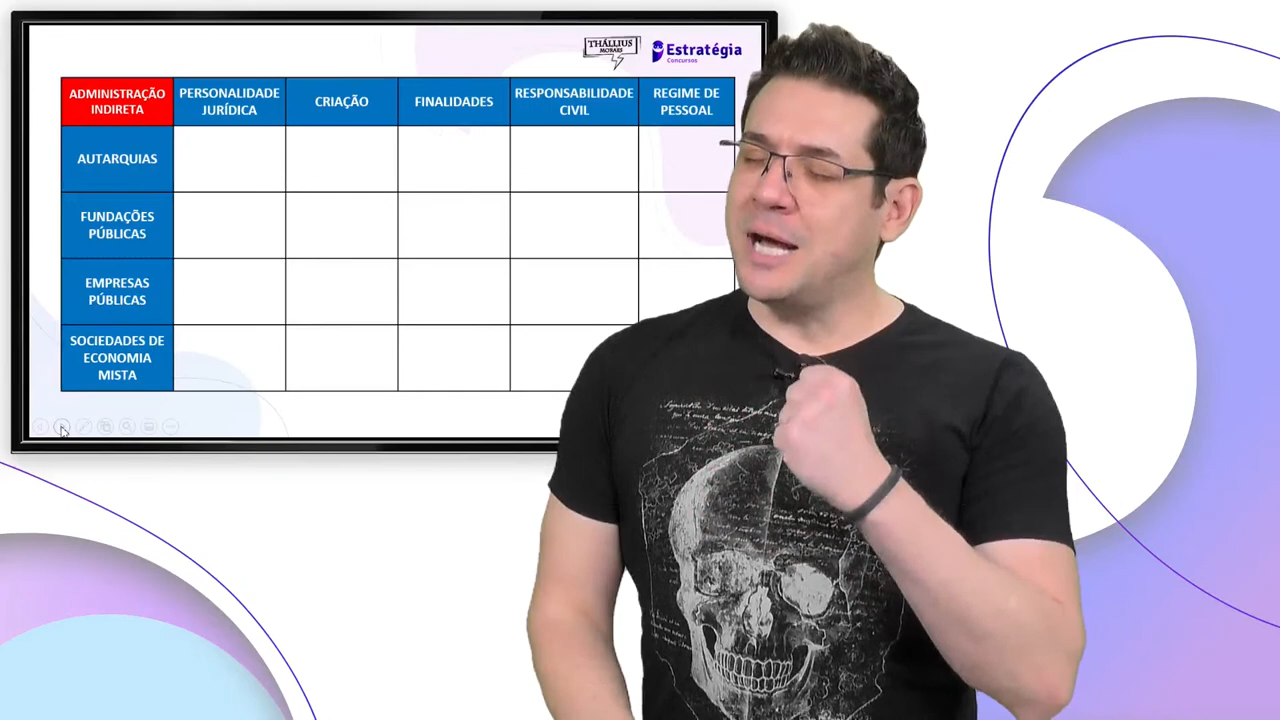 THÁLLIUS
MORAES
Estratégia
Concursos
ADMINISTRAÇÃO
INDIRETA
PERSONALIDADE
JURÍDICA
CRIAÇÃO
FINALIDADES
RESPONSABILIDADE
CIVIL
REGIME DE
PESSOAL
AUTARQUIAS
FUNDAÇÕES
PÚBLICAS
EMPRESAS
PÚBLICAS
SOCIEDADES DE
ECONOMIA
MISTA